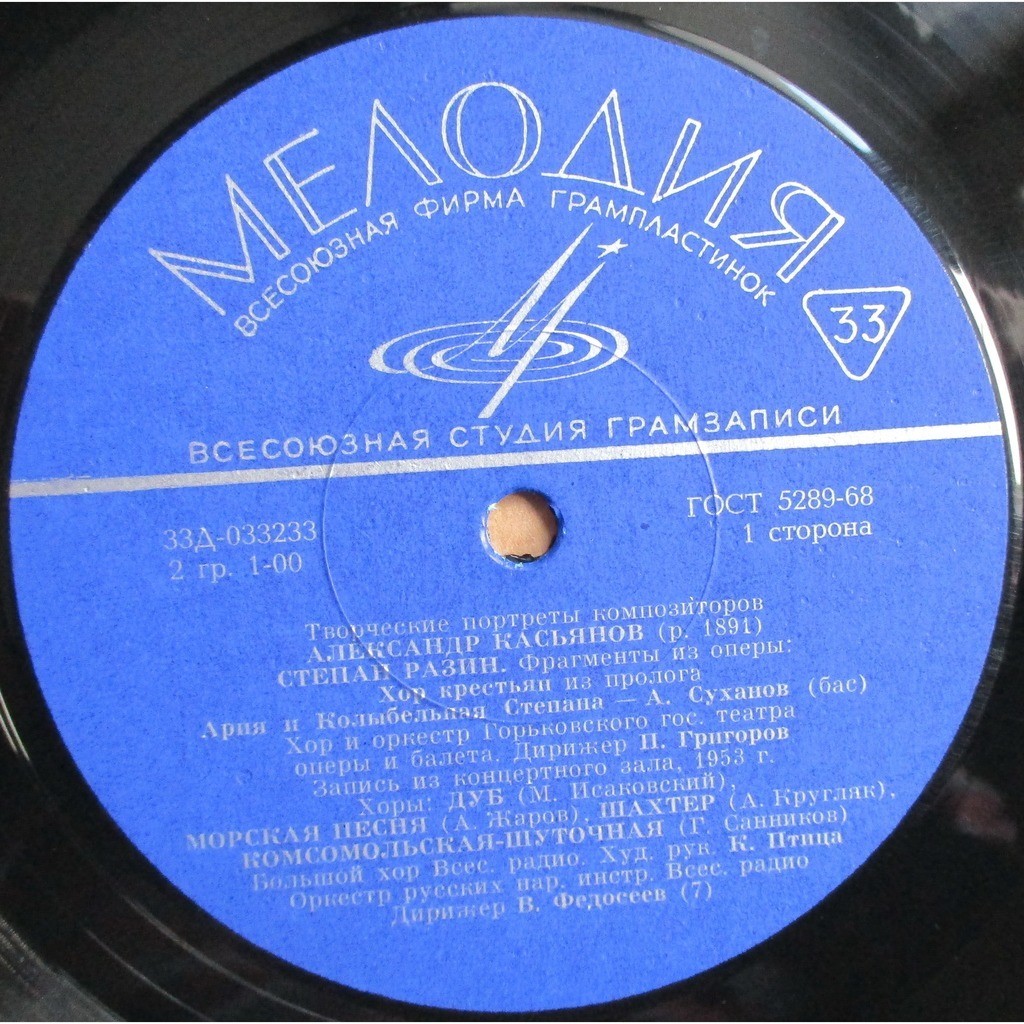 МЕЛОДИЯ
ВСЕСОЮЗНАЯ ФИРМА ГРАМПЛАСТИНОК
33
ВСЕСОЮЗНАЯ СТУДИЯ ГРАМЗАПИСИ
33Д-033233
2 гр. 1-00
ГОСТ 5289-68
1 сторона
Творческие портреты композиторов
АЛЕКСАНДР КАСЬЯНОВ (р. 1891)
СТЕПАН РАЗИН. Фрагменты из оперы:
Хор крестьян из пролога
Ария и Колыбельная Степана — А. Суханов (бас)
Хор и оркестр Горьковского гос. театра
оперы и балета. Дирижер П. Григоров
Запись из концертного зала, 1953 г.
Хоры: ДУБ (М. Исаковский),
МОРСКАЯ ПЕСНЯ (А. Жаров), ШАХТЕР (А. Кругляк),
КОМСОМОЛЬСКАЯ-ШУТОЧНАЯ (Г. Санников)
Большой хор Всес. радио. Худ. рук. К. Птица
Оркестр русских нар. инстр. Всес. радио
Дирижер В. Федосеев (7)